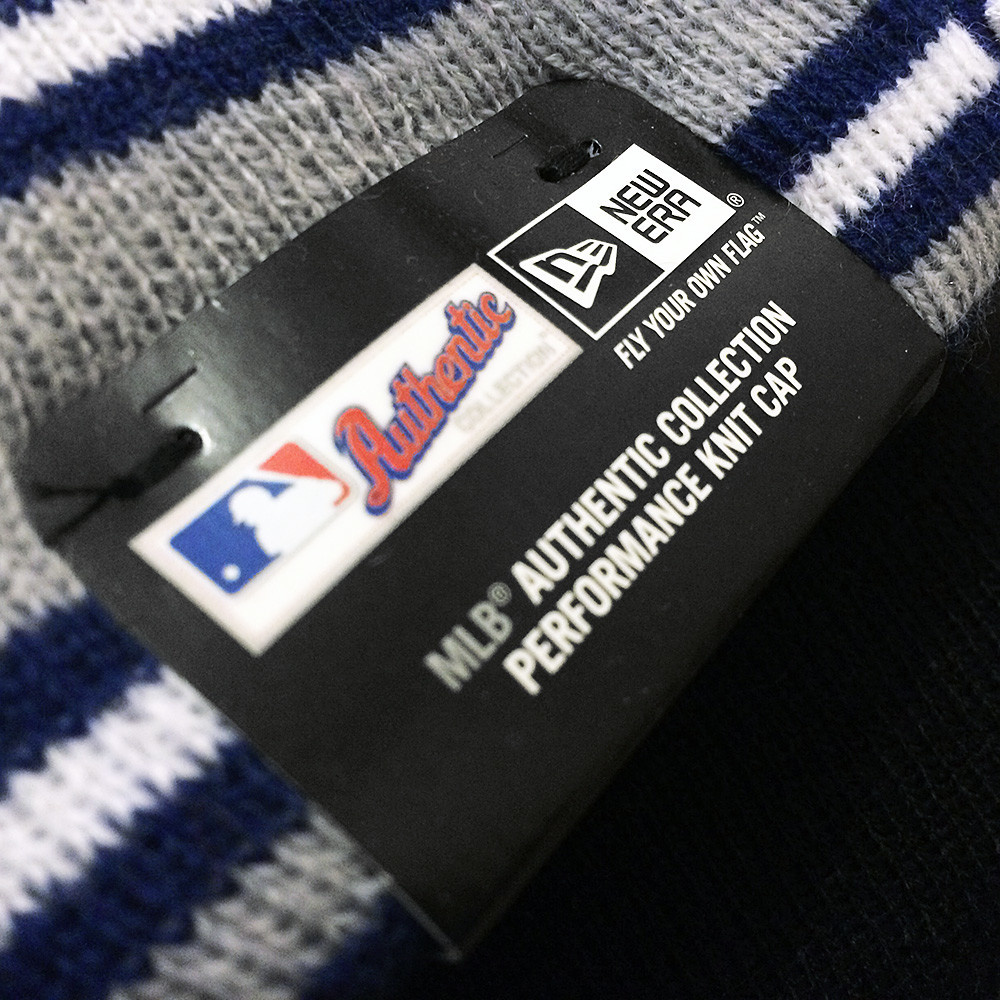 NEW
ERA®
FLY YOUR OWN FLAG™
Authentic
COLLECTION
MLB® AUTHENTIC COLLECTION
PERFORMANCE KNIT CAP